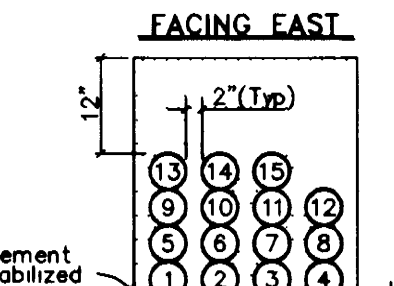 FACING EAST
12"
2"(Typ)
13 14 15
9 10 11 12
5 6 7 8
1 2 3 4
ement
abilized